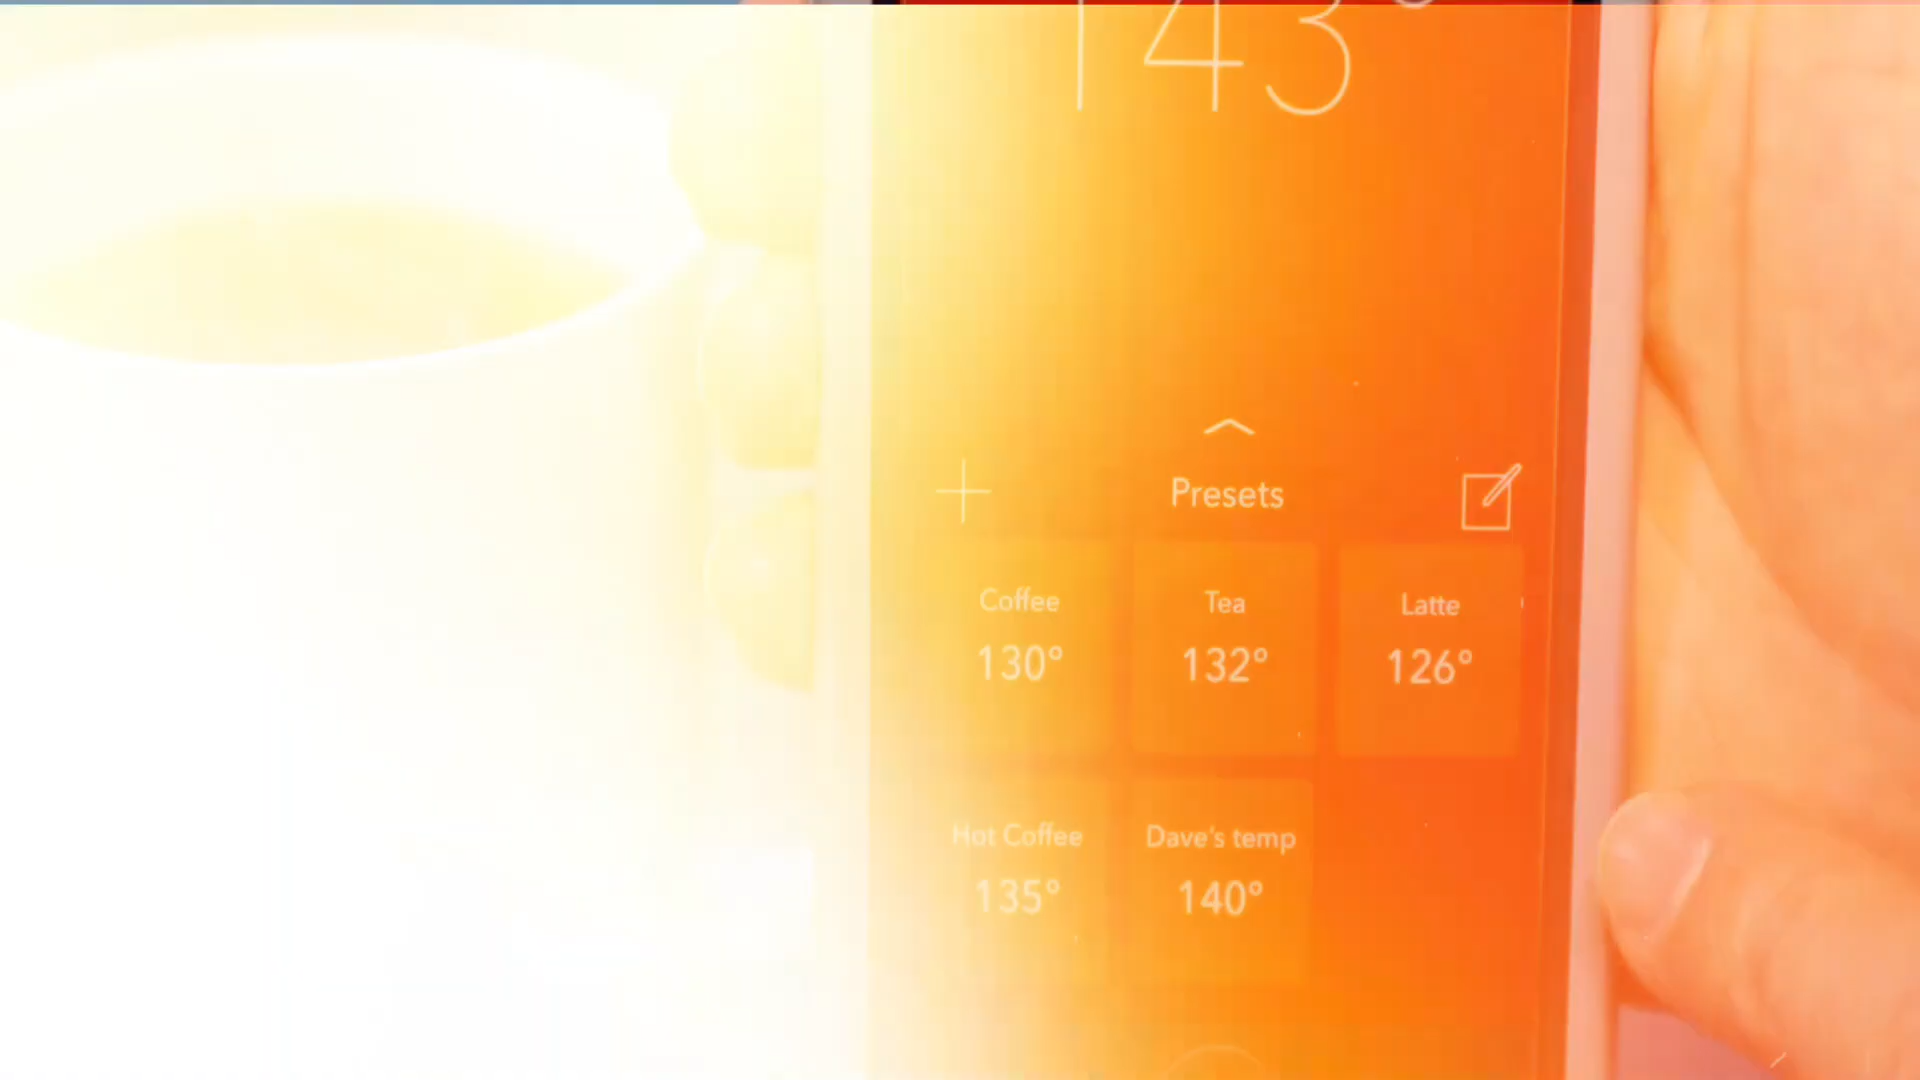 143°
Presets
Coffee Tea Latte
130° 132° 126°
Hot Coffee Dave's temp
135° 140°